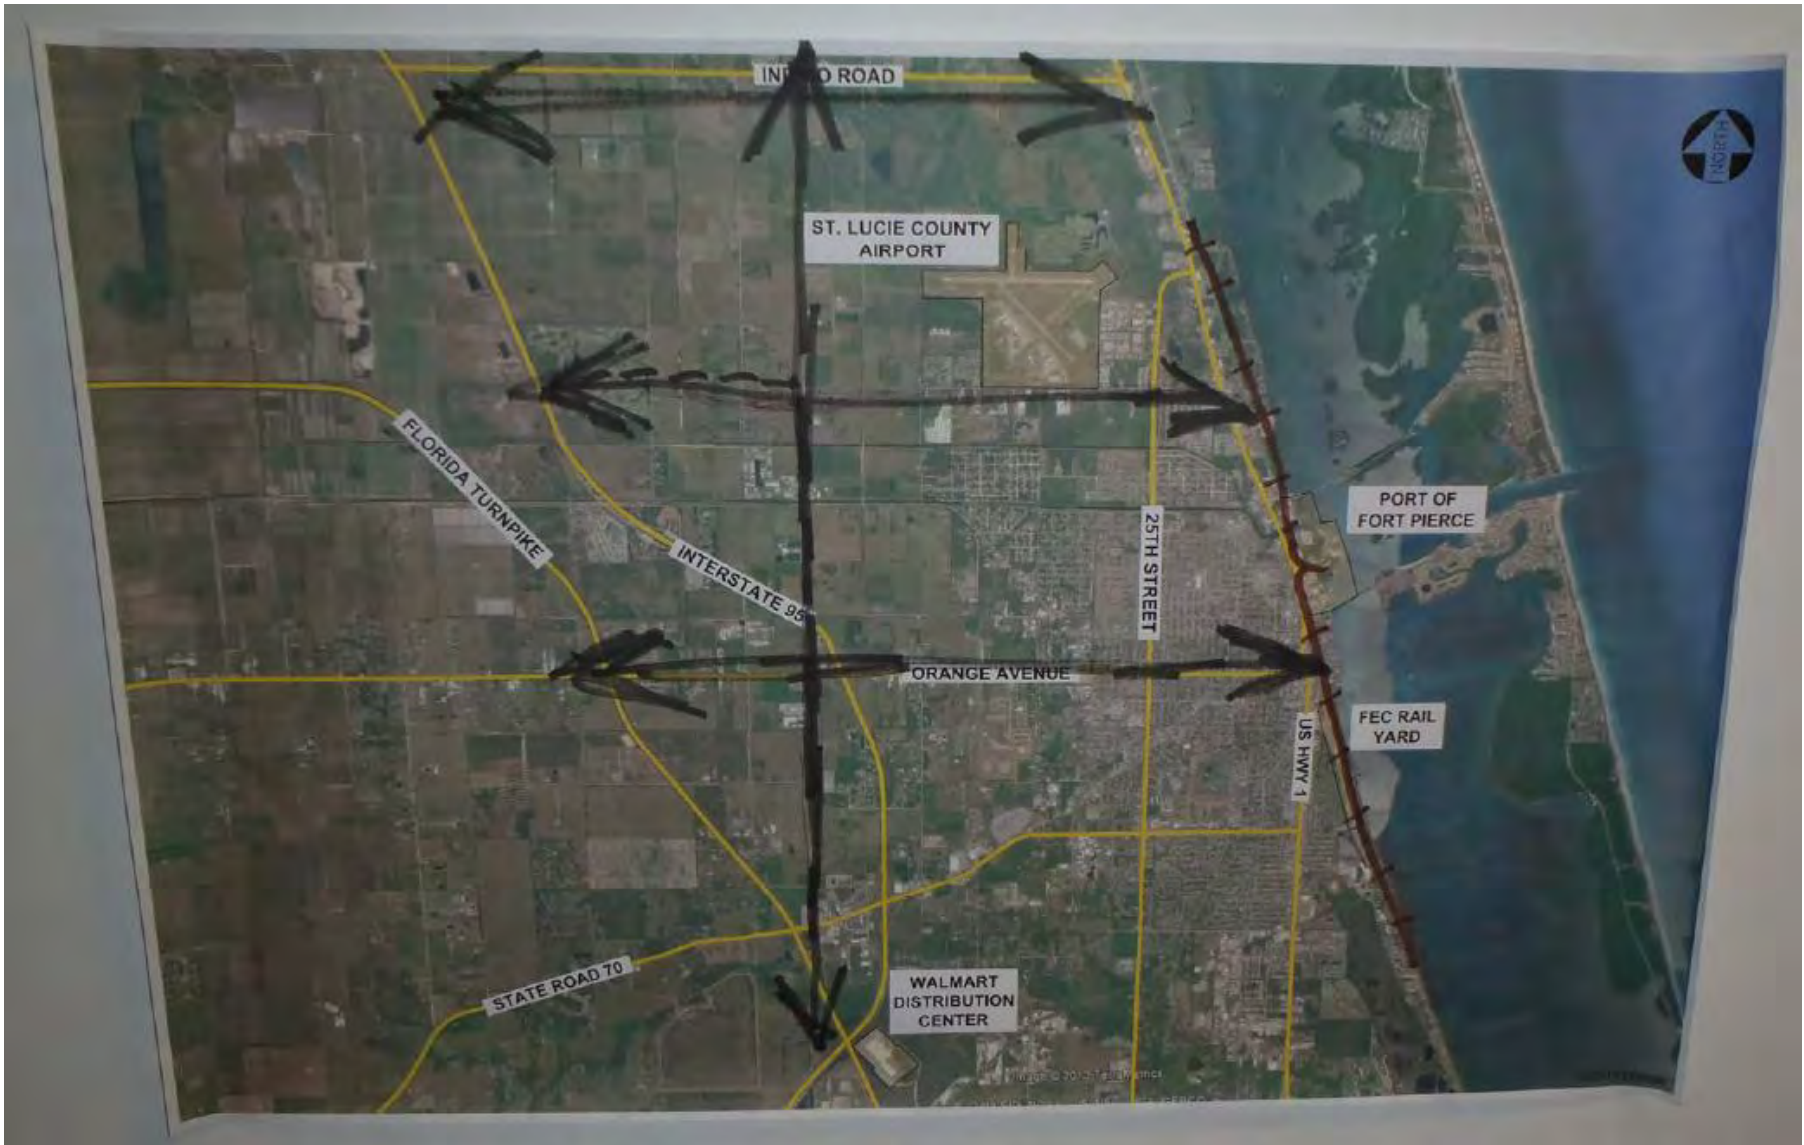 ROAD
NORTH
ST. LUCIE COUNTY
AIRPORT
FLORIDA TURNPIKE
INTERSTATE 95
25TH STREET
PORT OF
FORT PIERCE
ORANGE AVENUE
FEC RAIL
YARD
US HWY 1
STATE ROAD 70
WALMART
DISTRIBUTION
CENTER